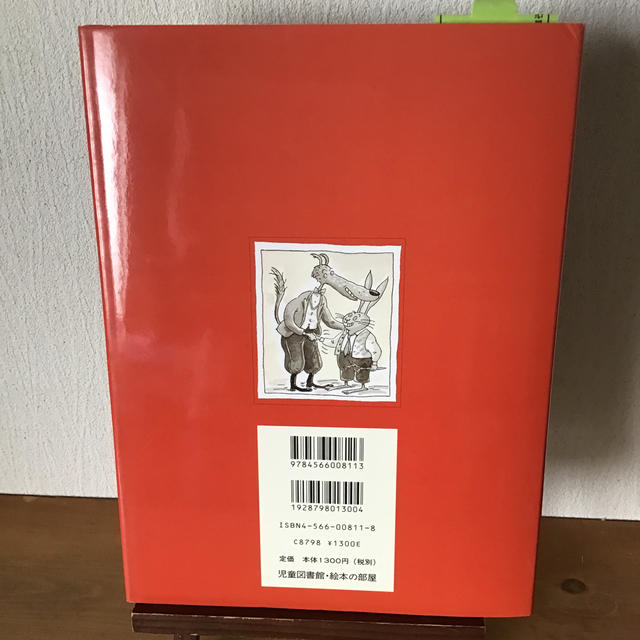 9784566008113
1928798013004
ISBN4-566-00811-8
C8798 ¥1300E
定価 本体1300円(税別)
児童図書館・絵本の部屋